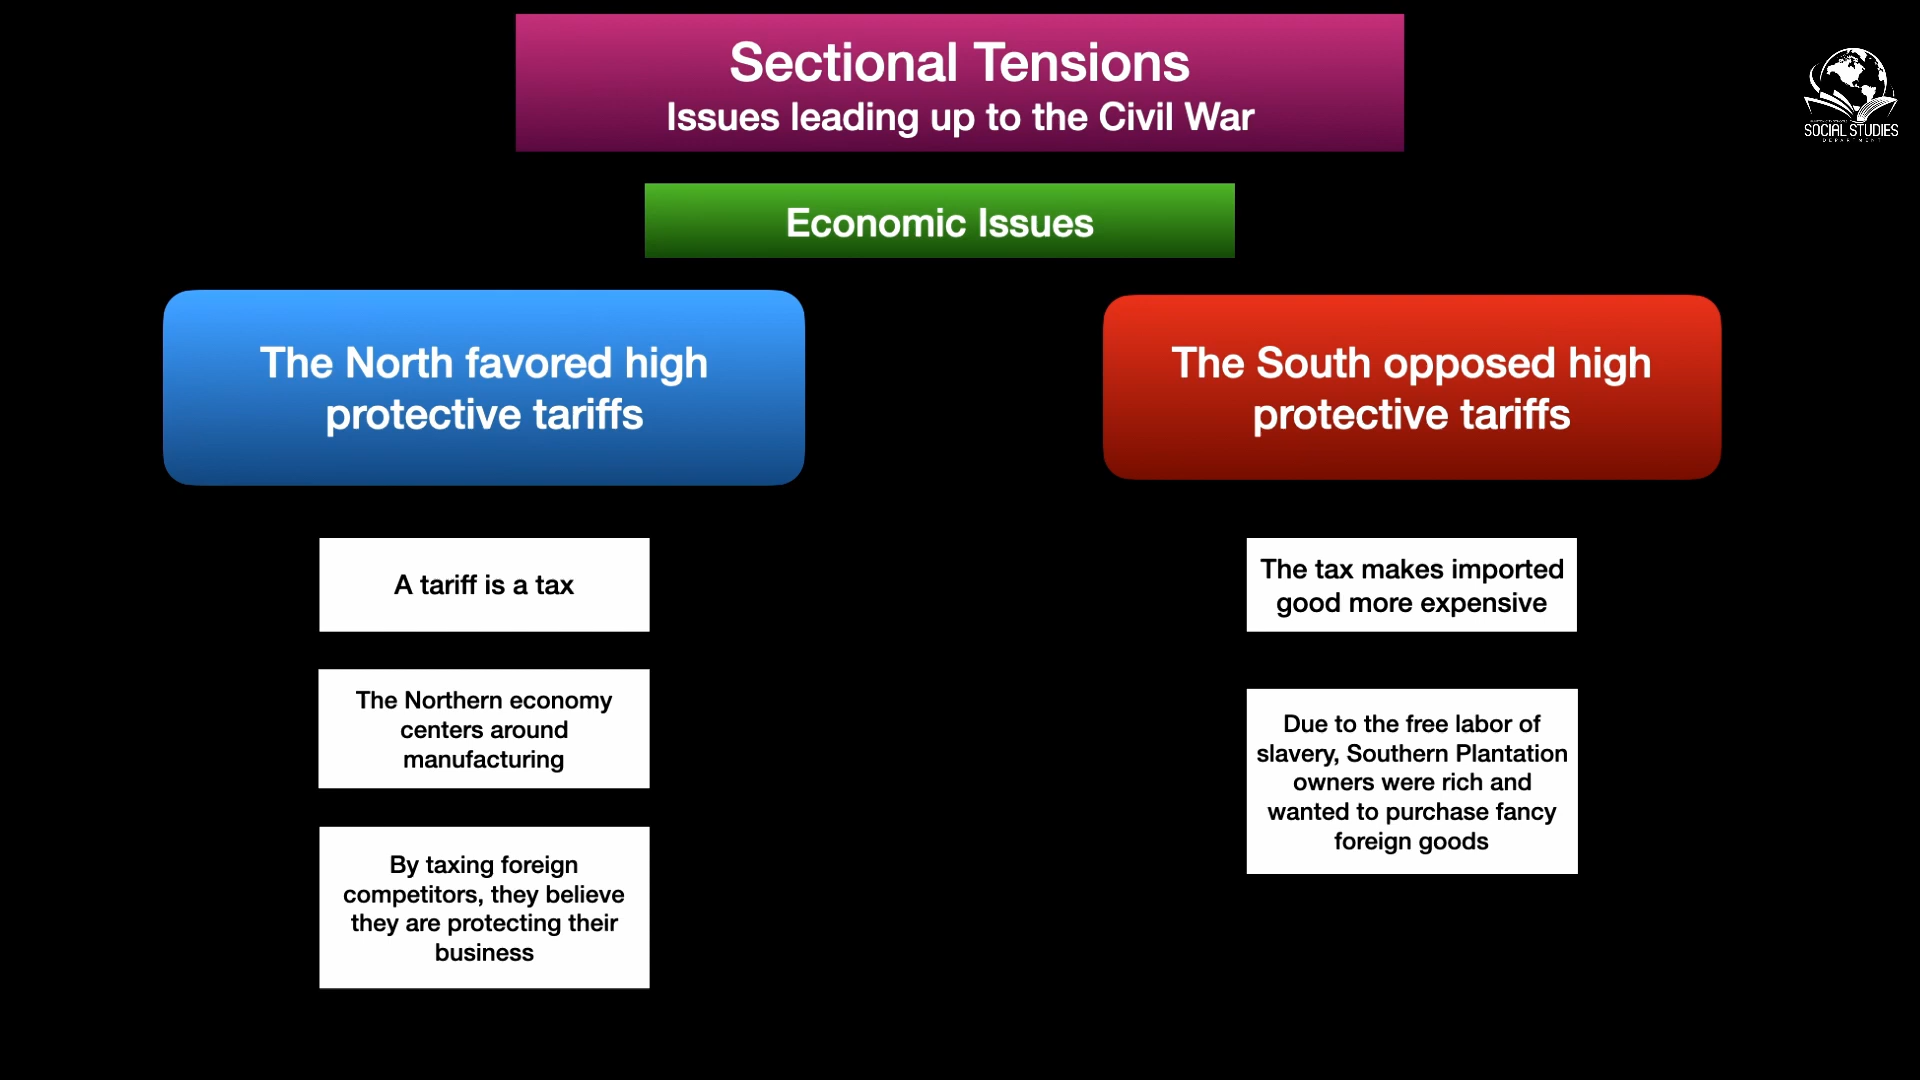 Sectional Tensions
Issues leading up to the Civil War
SOCIAL STUDIES
DEPARTMENT
Economic Issues
The North favored high
protective tariffs
A tariff is a tax
The Northern economy
centers around
manufacturing
By taxing foreign
competitors, they believe
they are protecting their
business
The South opposed high
protective tariffs
The tax makes imported
good more expensive
Due to the free labor of
slavery, Southern Plantation
owners were rich and
wanted to purchase fancy
foreign goods